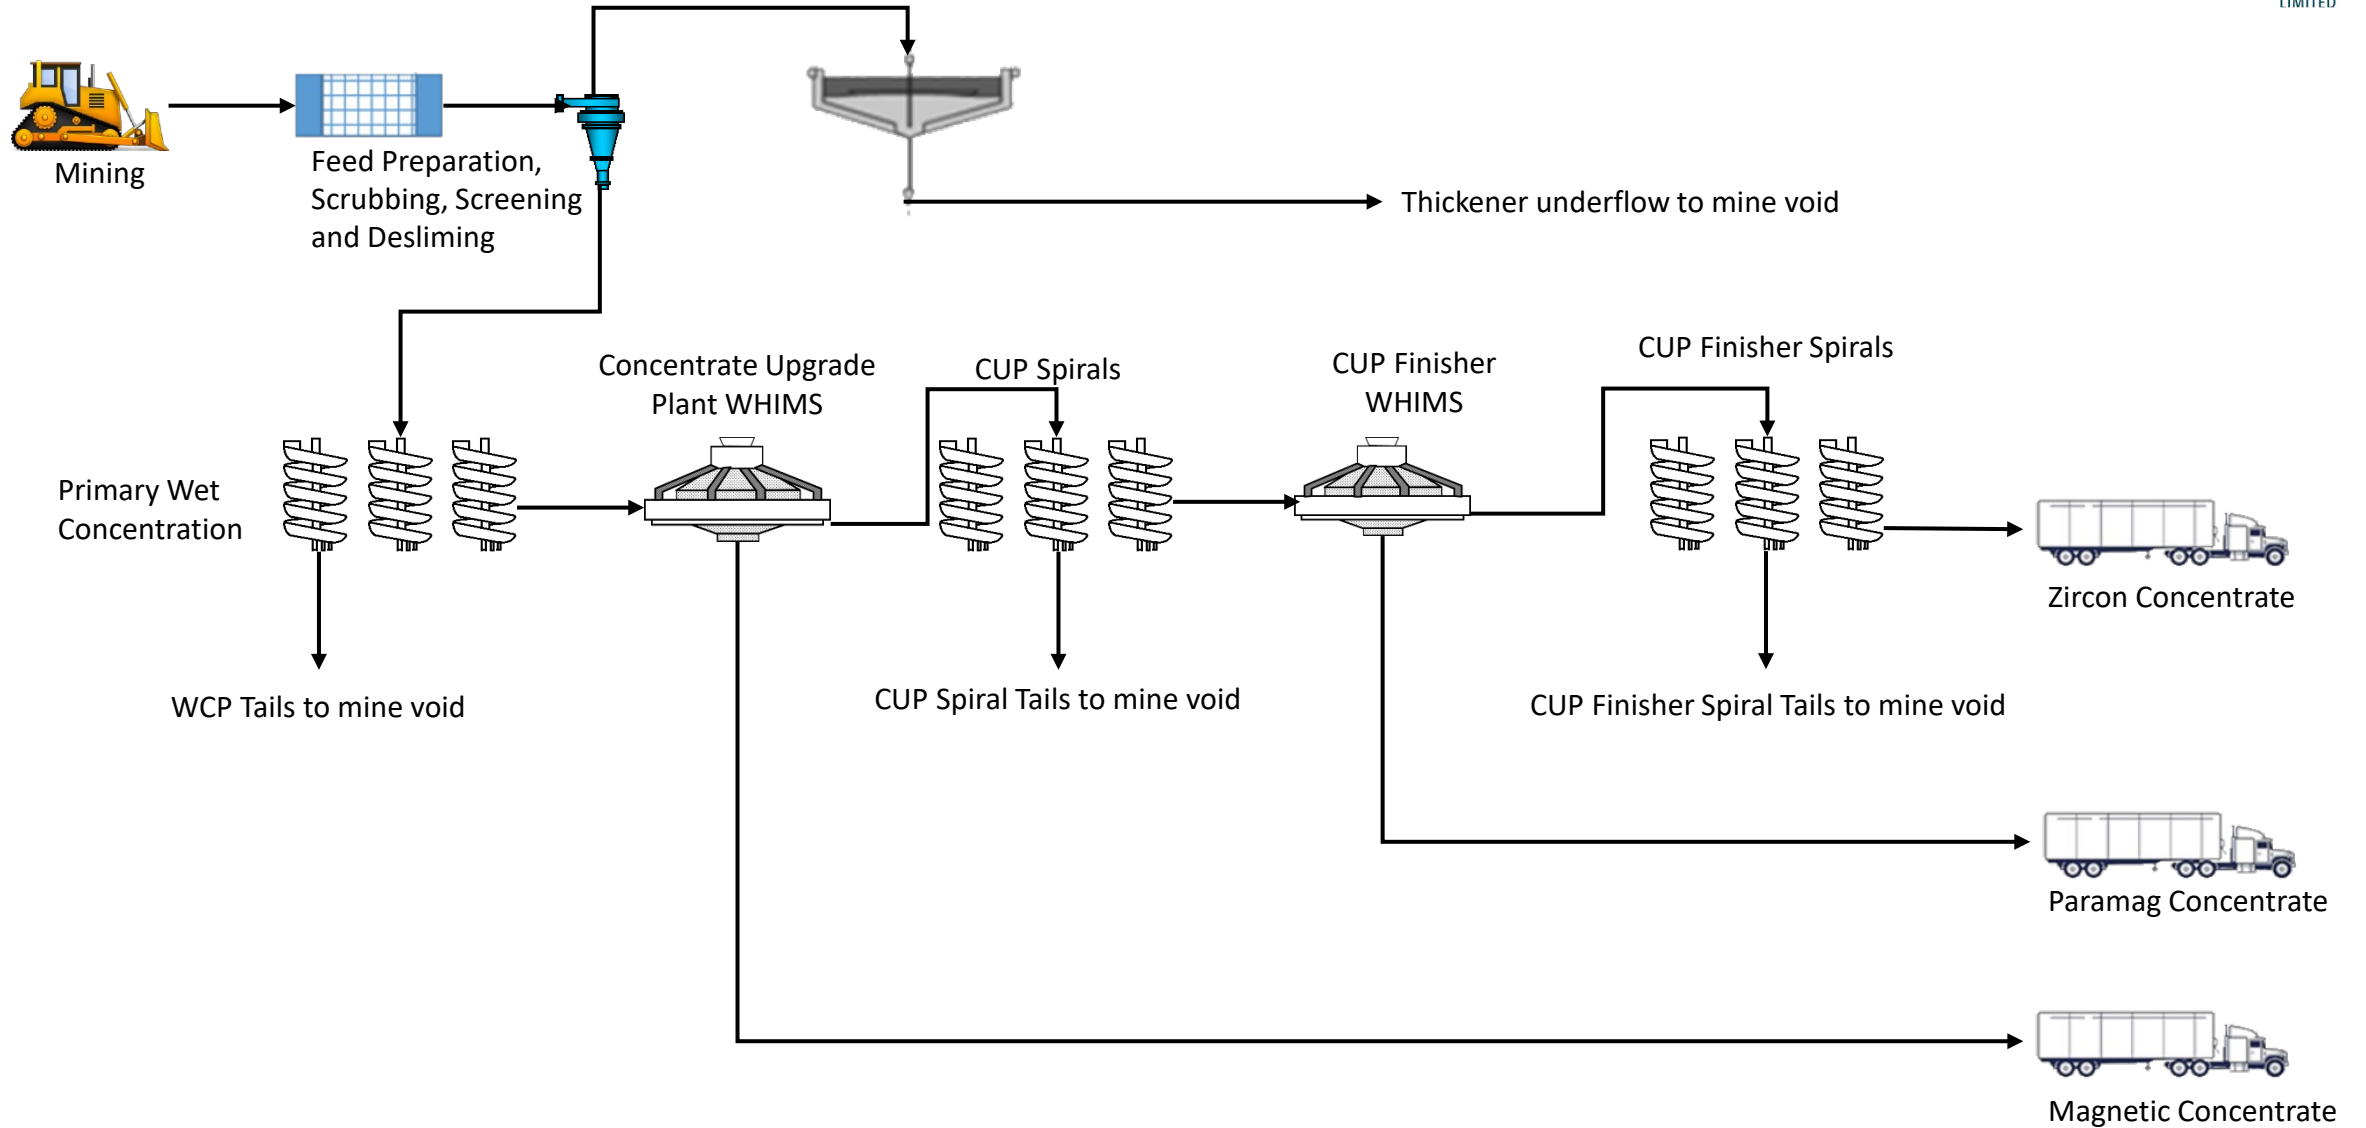 LIMITED
Mining
Feed Preparation,
Scrubbing, Screening
and Desliming
Thickener underflow to mine void
Concentrate Upgrade
Plant WHIMS
CUP Spirals
CUP Finisher
WHIMS
CUP Finisher Spirals
Primary Wet
Concentration
Zircon Concentrate
WCP Tails to mine void
CUP Spiral Tails to mine void
CUP Finisher Spiral Tails to mine void
Paramag Concentrate
Magnetic Concentrate